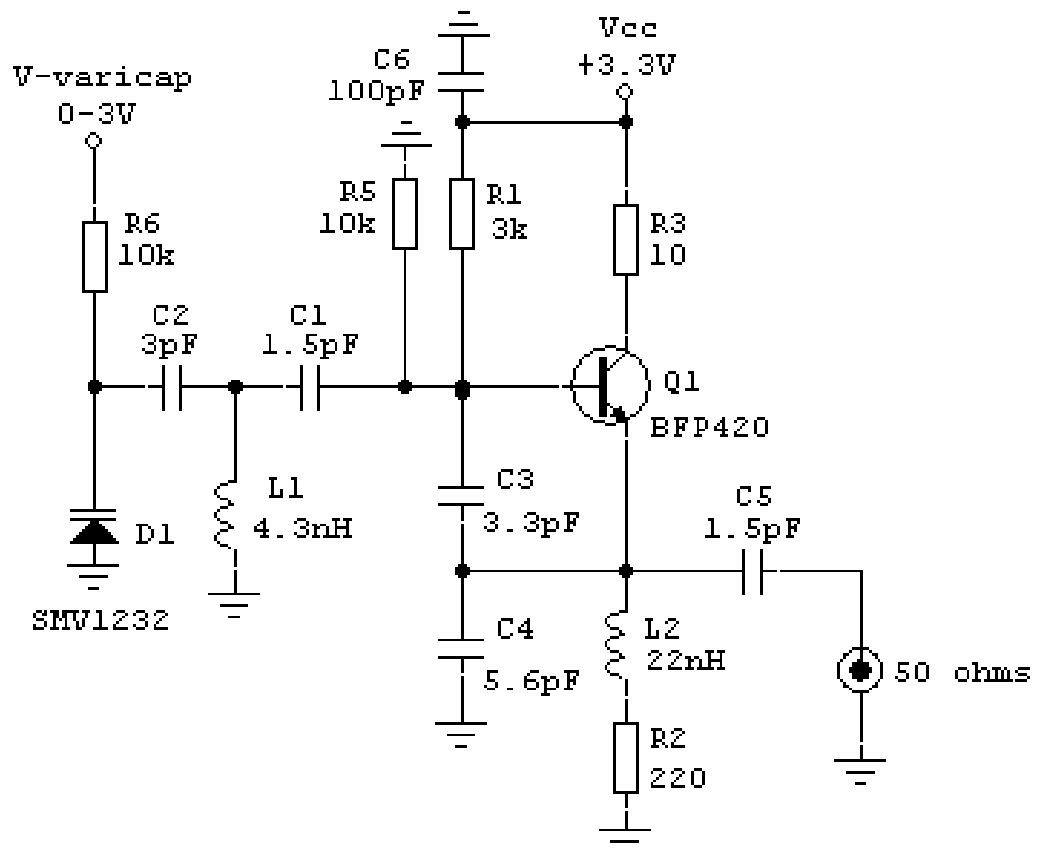 Vcc
+3.3V
C6
100pF
V-varicap
0-3V
R5
10k
R1
3k
R6
10k
R3
10
C2
3pF
C1
1.5pF
Q1
BFP420
L1
4.3nH
C3
3.3pF
C5
1.5pF
D1
SMV1232
C4
5.6pF
L2
22nH
50 ohms
R2
220